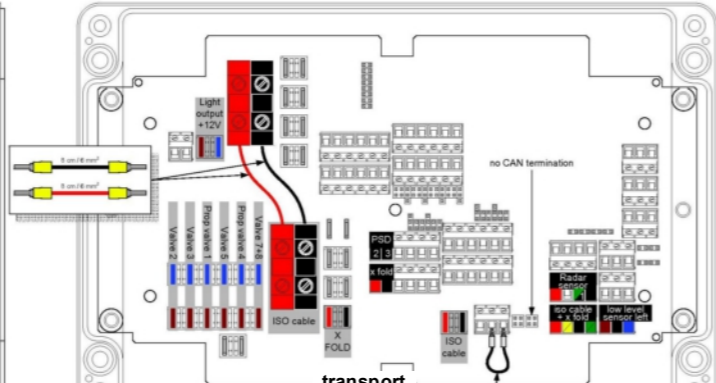 Light
output
+12V
5 cm / 6 mm²
5 cm / 6 mm²
no CAN termination
Valve 2
Valve 3
Prop valve 1
Valve 5
Prop valve 4
Valve 7+8
PSD
2|3
x fold
Radar
sensor
iso cable
+ x fold
low level
sensor left
ISO cable
X
FOLD
ISO
cable
transport